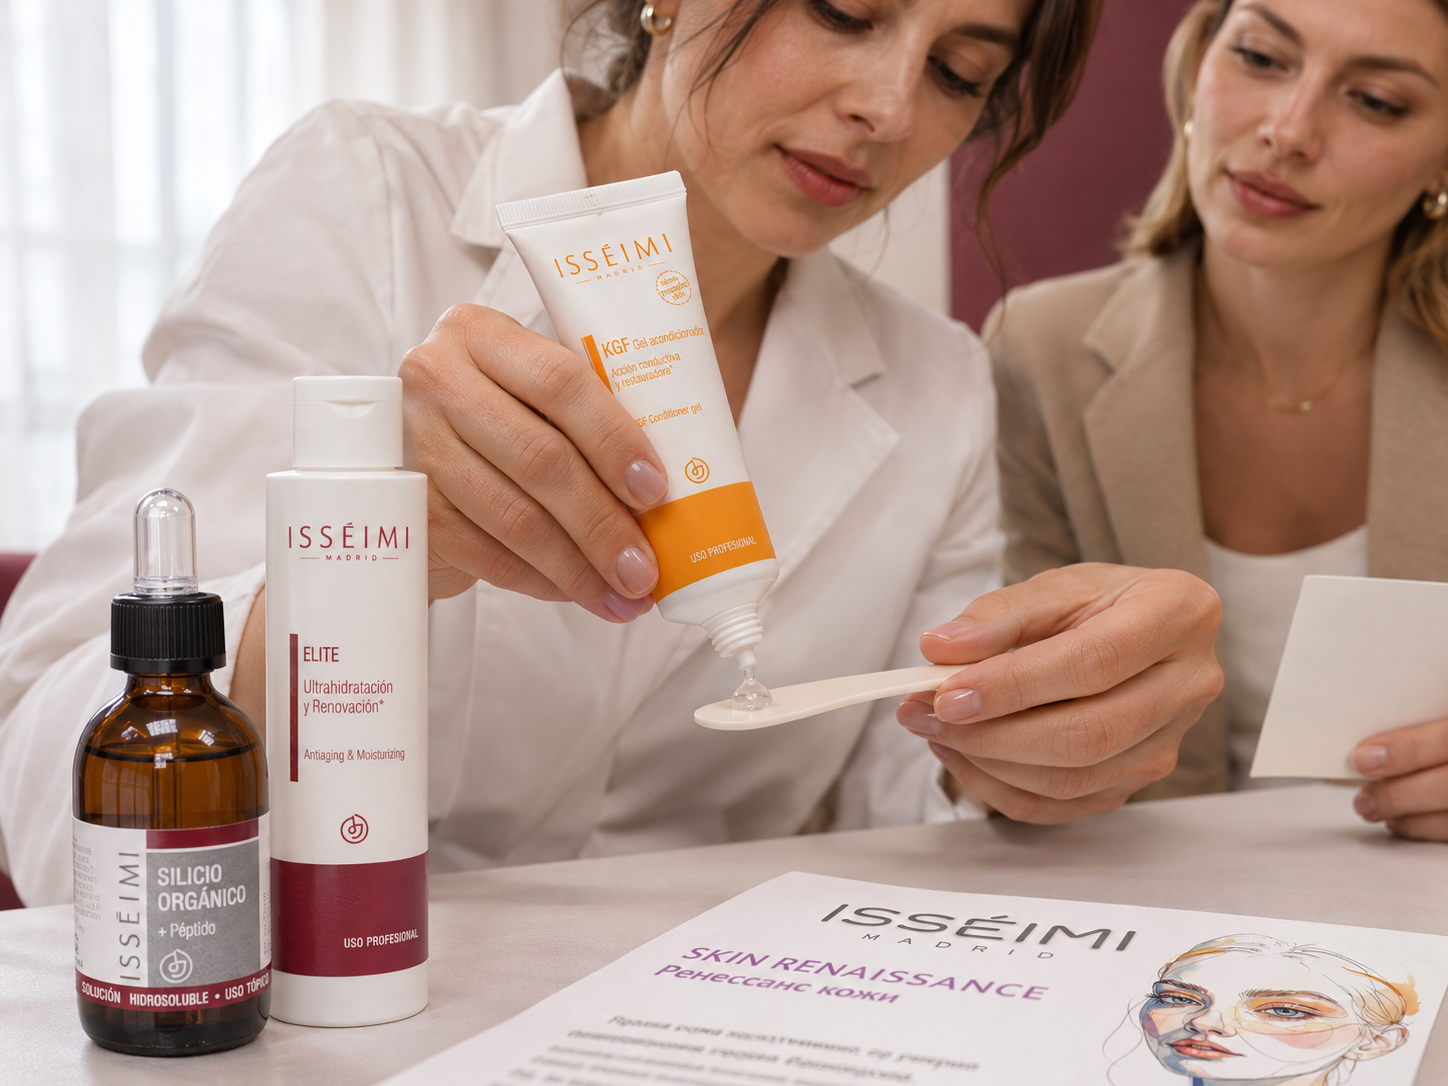 ISSÉIMI
MADRID
KGF Gel acondicionador
Acción conductiva
y restauradora*
Conditioner gel
USO PROFESIONAL
ISSÉIMI
MADRID
ELITE
Ultrahidratación
y Renovación*
Antiaging & Moisturizing
USO PROFESIONAL
ISSÉIMI
SILICIO
ORGÁNICO
+ Péptido
SOLUCIÓN HIDROSOLUBLE • USO TÓPICO
ISSÉIMI
MADRID
SKIN RENAISSANCE
Ренессанс кожи